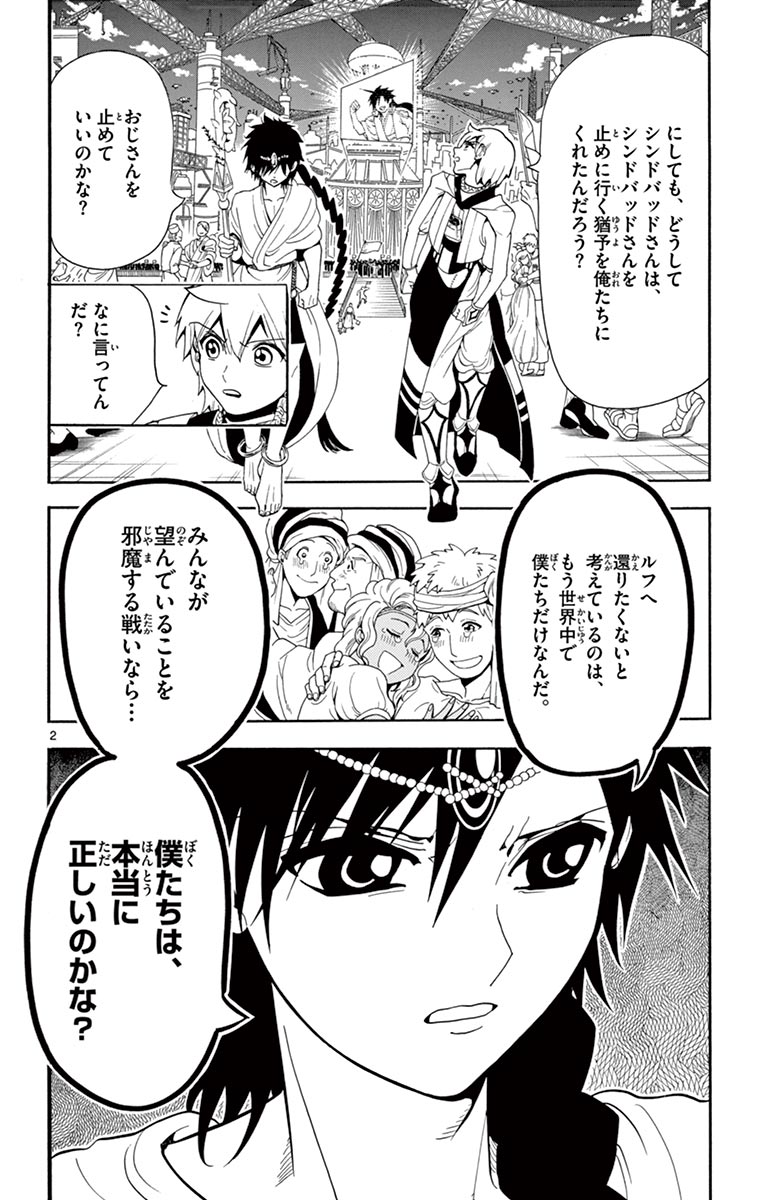 にしても、どうして
シンドバッドさんは、
シンドバッドさんを
止めに行く猶予を俺たちに
くれたんだろう？
おじさんを
止めて
いいのかな？
なに言ってん
だ？
ルフへ
還りたくないと
考えているのは、
もう世界中で
僕たちだけなんだ。
みんなが
望んでいることを
邪魔する戦いなら…
僕たちは、
本当に
正しいのかな？
2